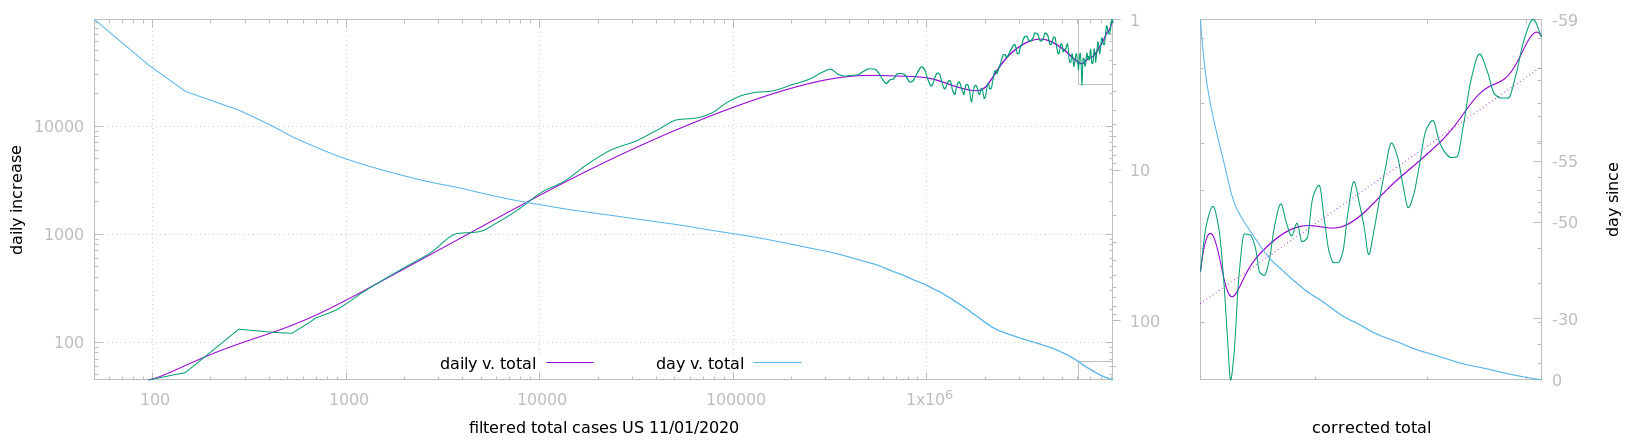 daily increase
10000
1000
100
100
1000
10000
100000
1x10⁶
1
10
100
daily v. total
day v. total
filtered total cases US 11/01/2020
-59
-55
-50
-30
0
day since
corrected total